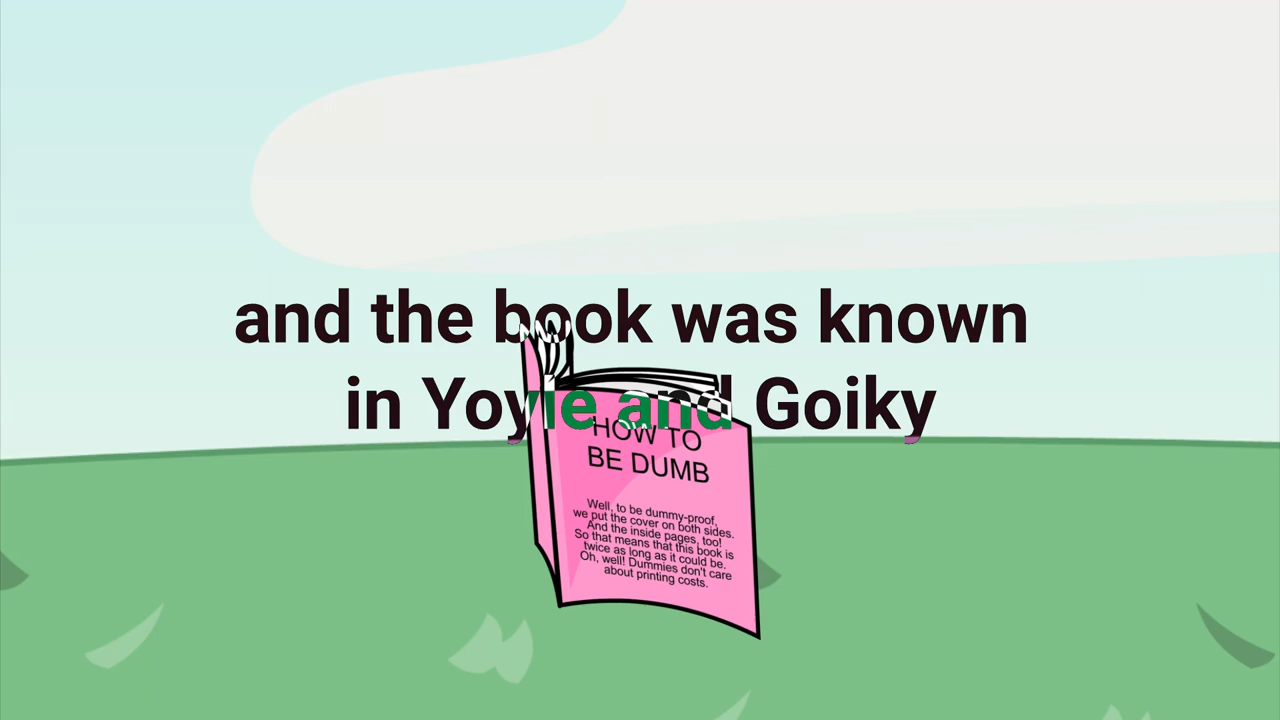 and the book was known
in Yoyle and Goiky
HOW TO
BE DUMB
Well, to be dummy-proof,
we put the cover on both sides.
And the inside pages, too!
So that means that this book is
twice as long as it could be.
Oh, well! Dummies don't care
about printing costs.